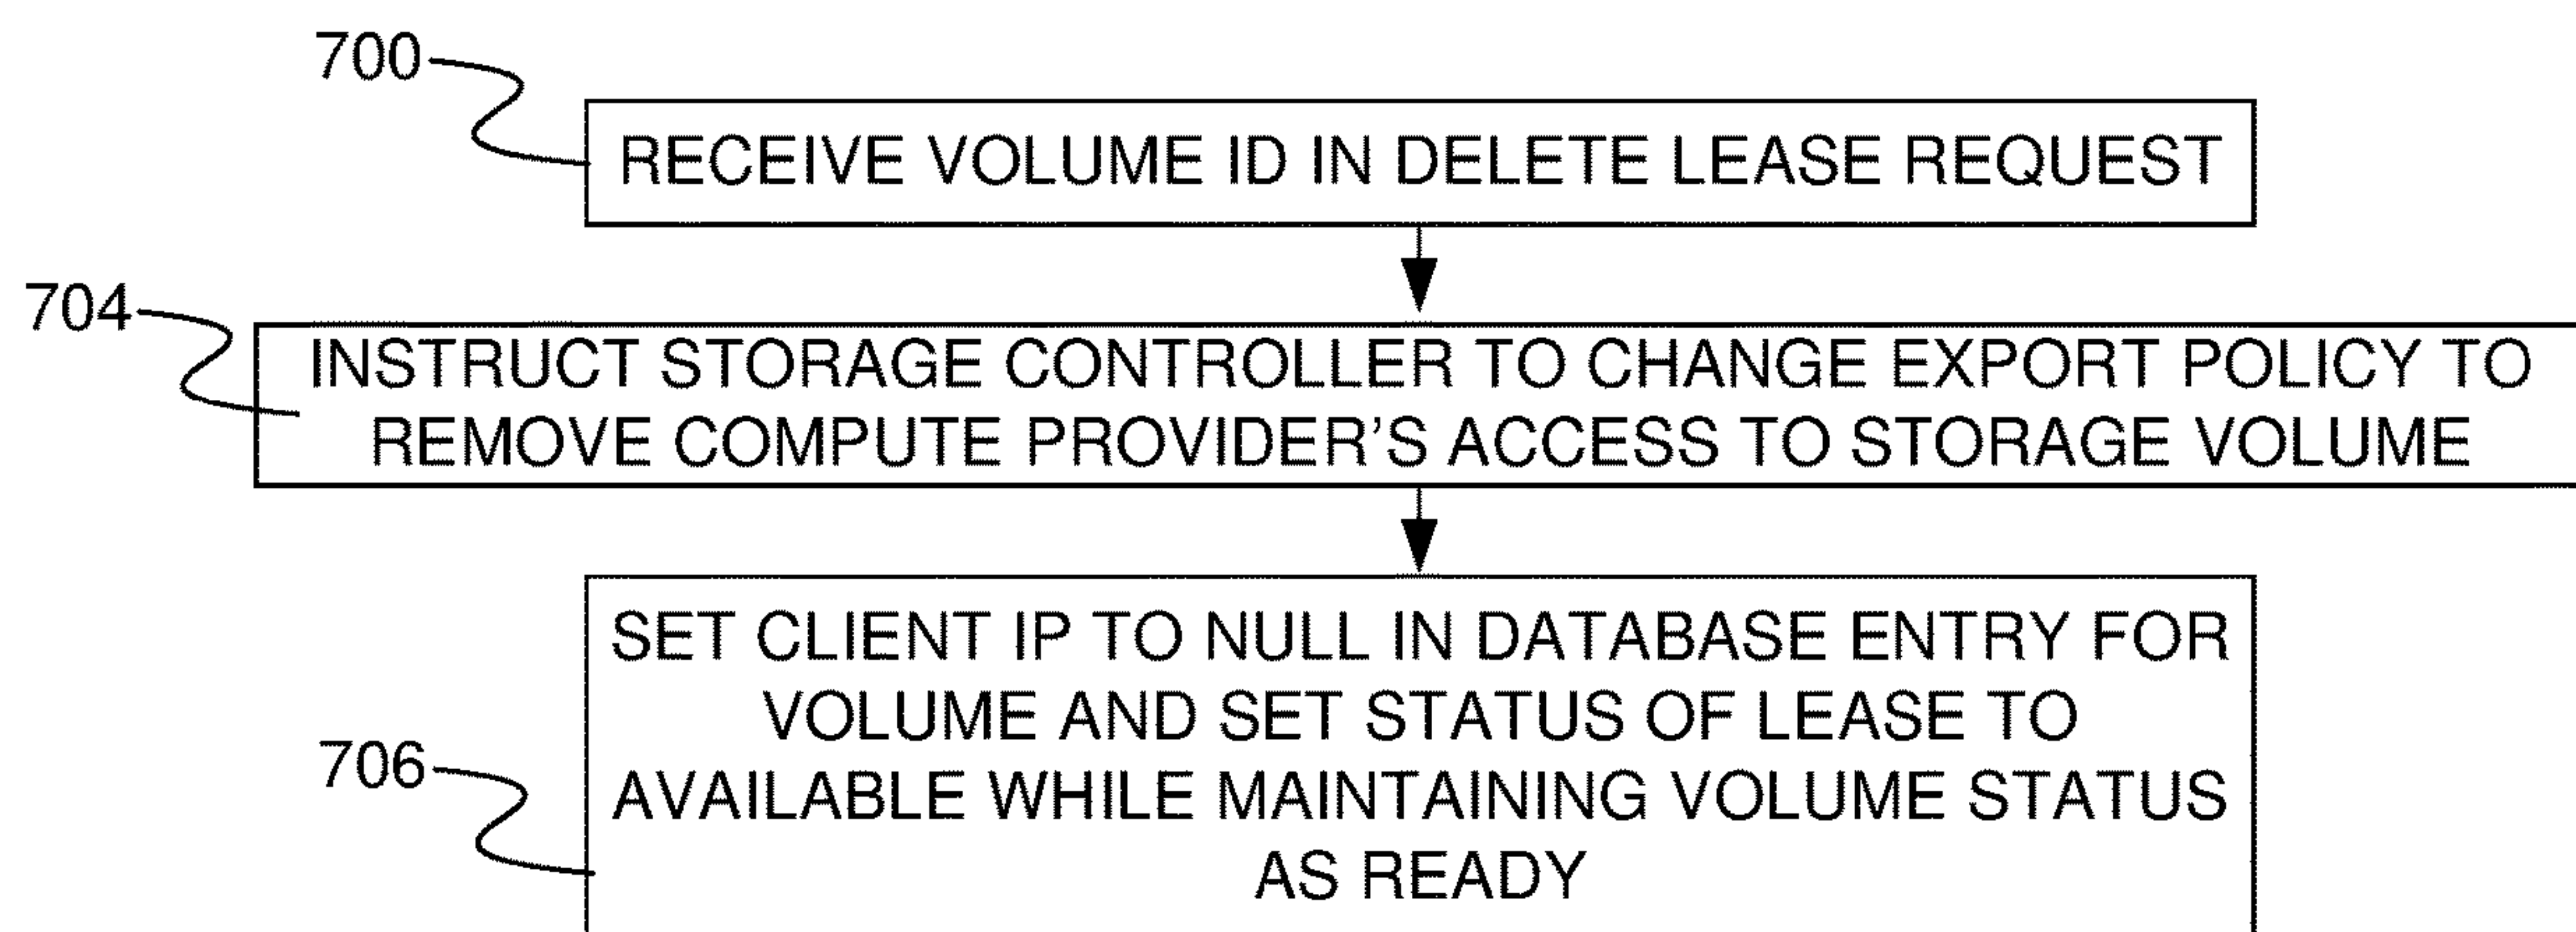 700
RECEIVE VOLUME ID IN DELETE LEASE REQUEST
704
INSTRUCT STORAGE CONTROLLER TO CHANGE EXPORT POLICY TO
REMOVE COMPUTE PROVIDER'S ACCESS TO STORAGE VOLUME
SET CLIENT IP TO NULL IN DATABASE ENTRY FOR
VOLUME AND SET STATUS OF LEASE TO
706
AVAILABLE WHILE MAINTAINING VOLUME STATUS
AS READY